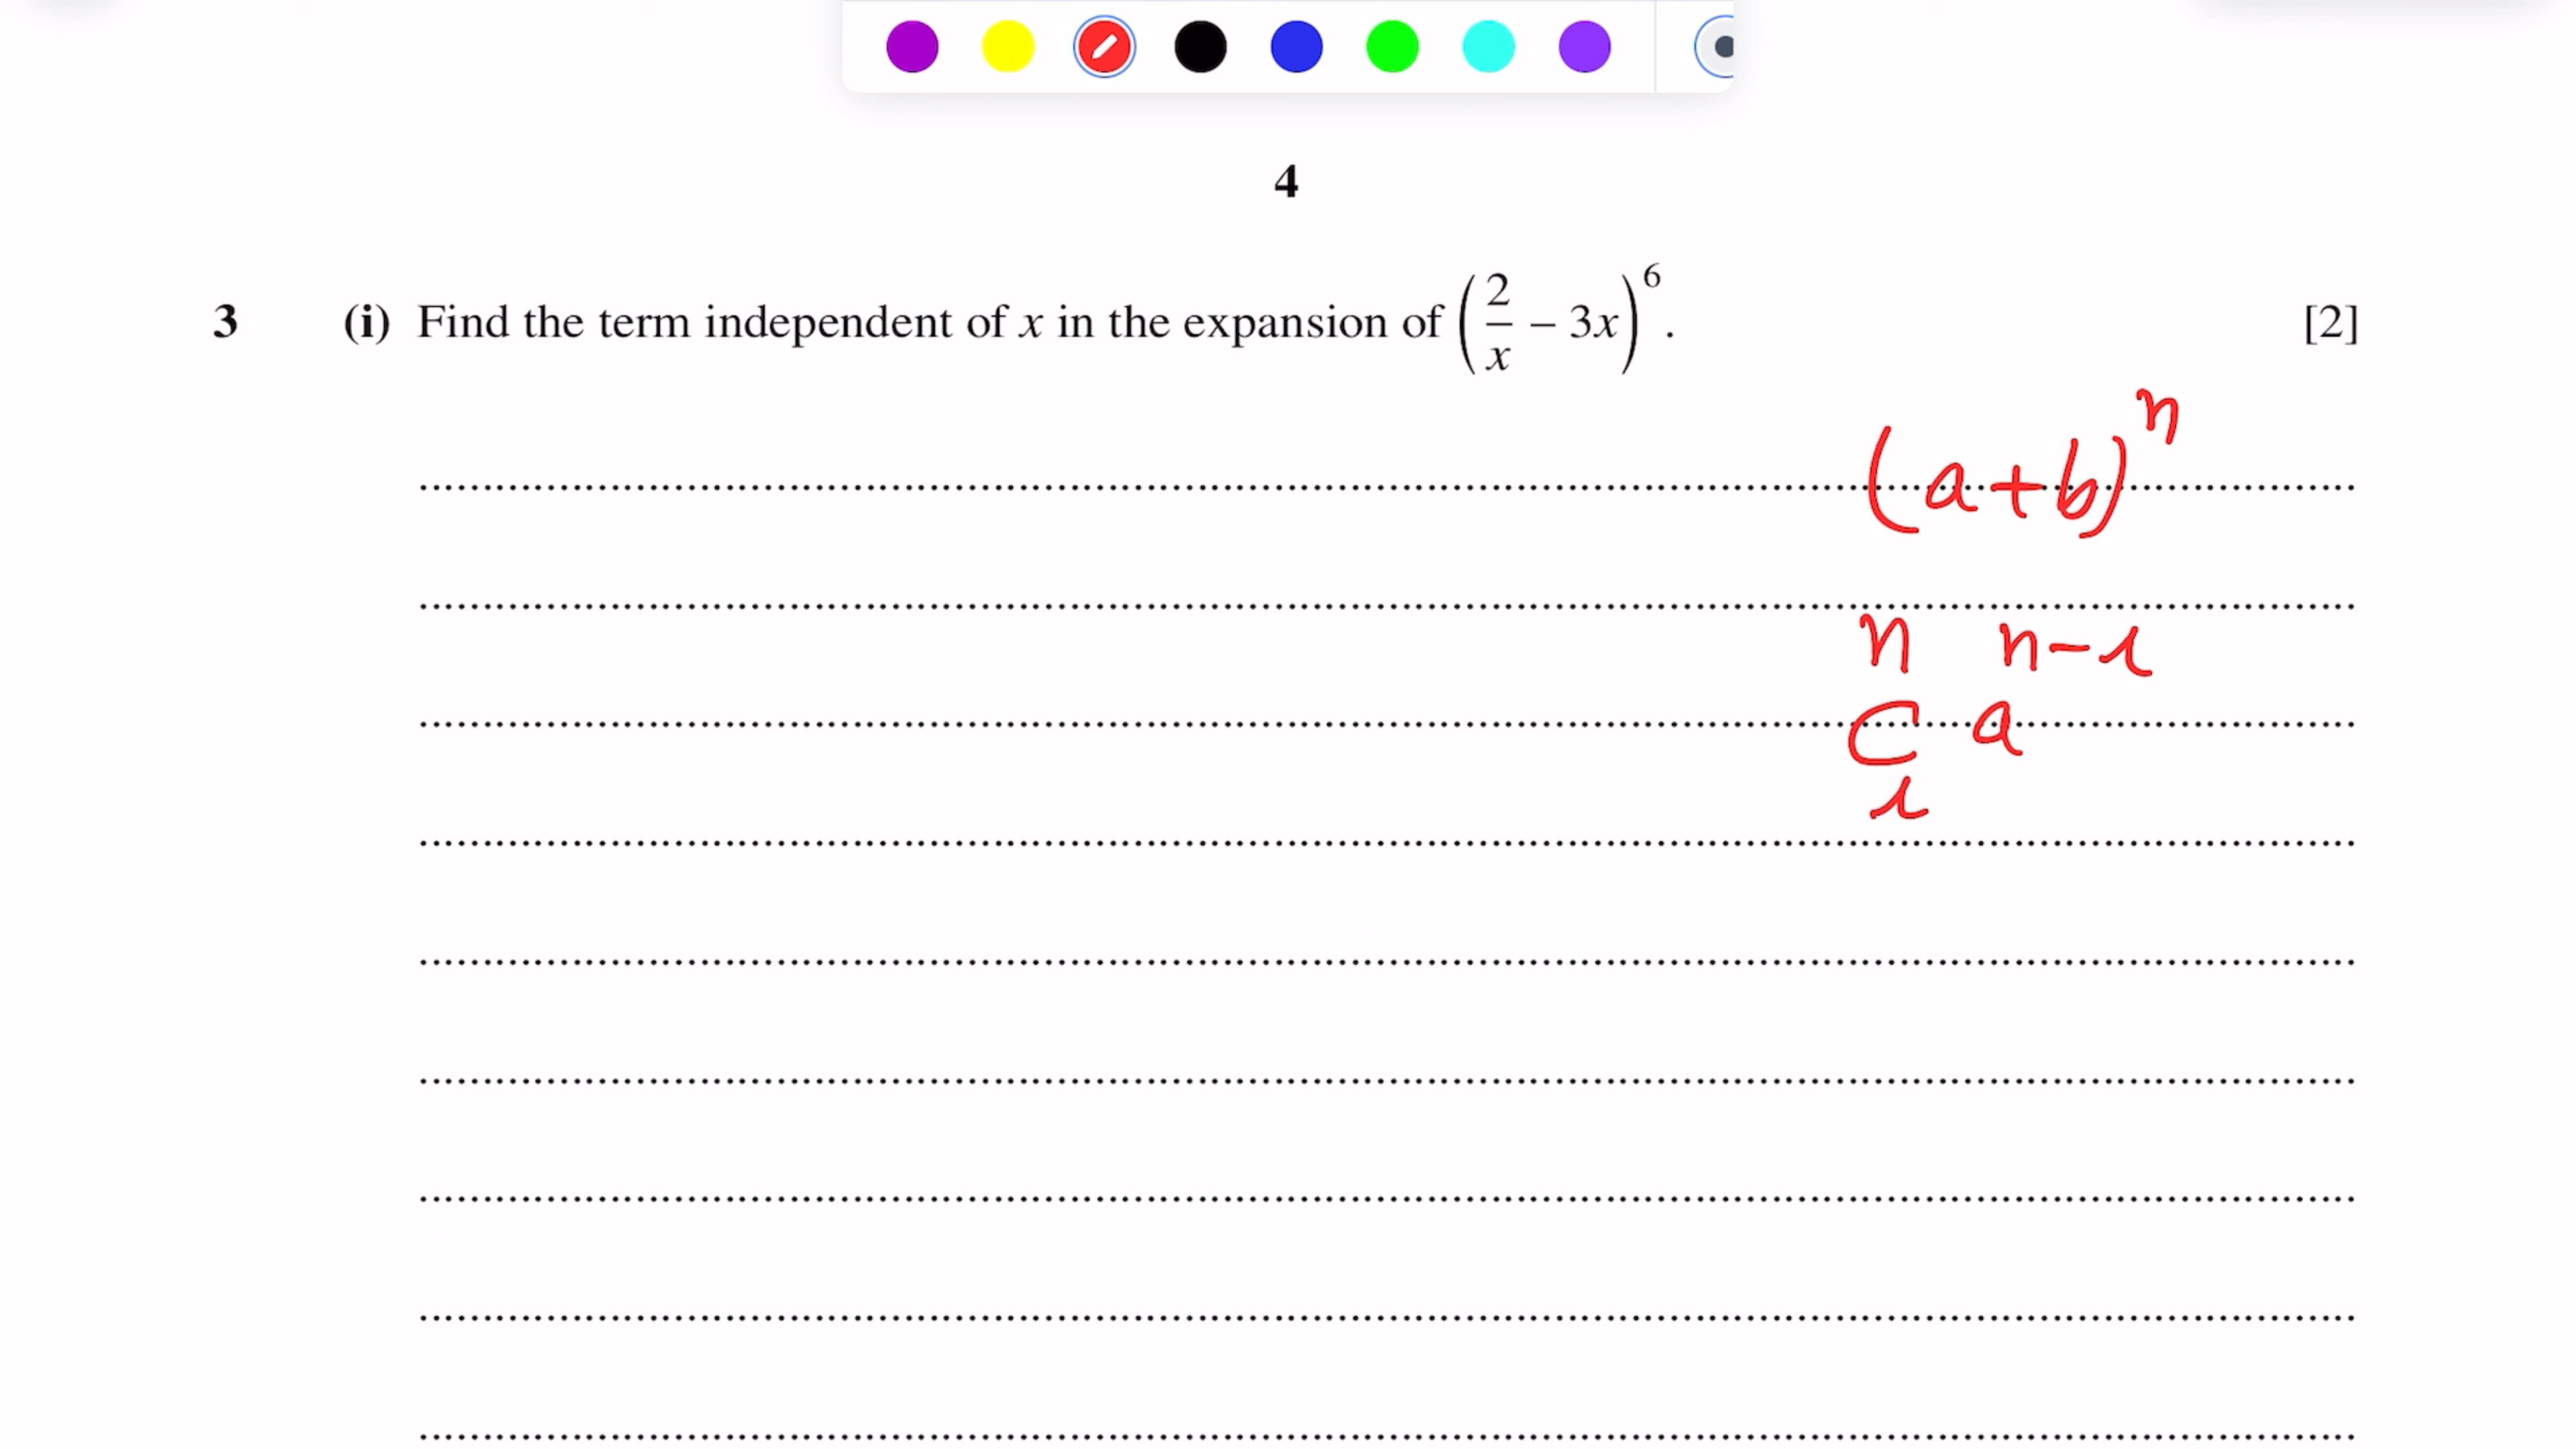 4
3 (i) Find the term independent of x in the expansion of (2/x − 3x)^6. [2]
(a+b)^n
n n-r
C a
r